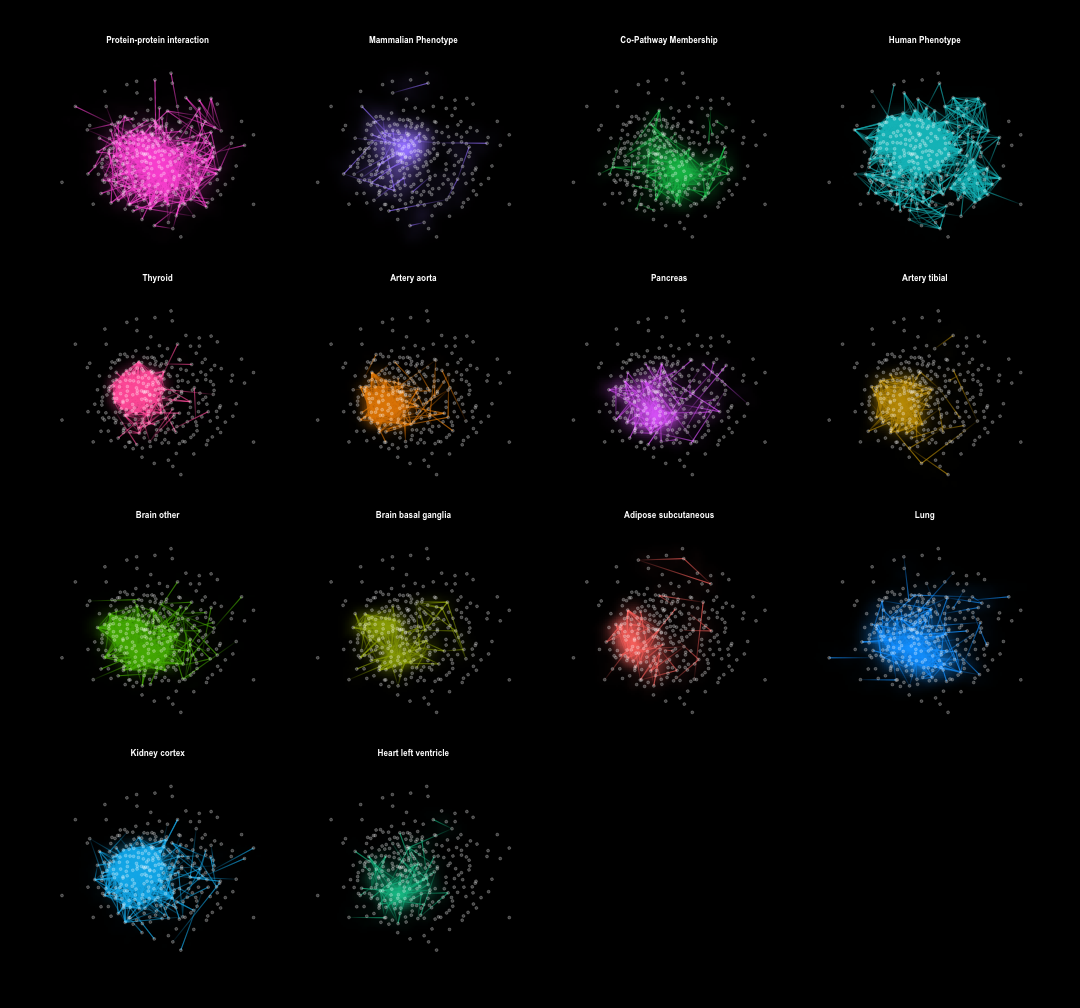 Protein-protein interaction
Mammalian Phenotype
Co-Pathway Membership
Human Phenotype
Thyroid
Artery aorta
Pancreas
Artery tibial
Brain other
Brain basal ganglia
Adipose subcutaneous
Lung
Kidney cortex
Heart left ventricle